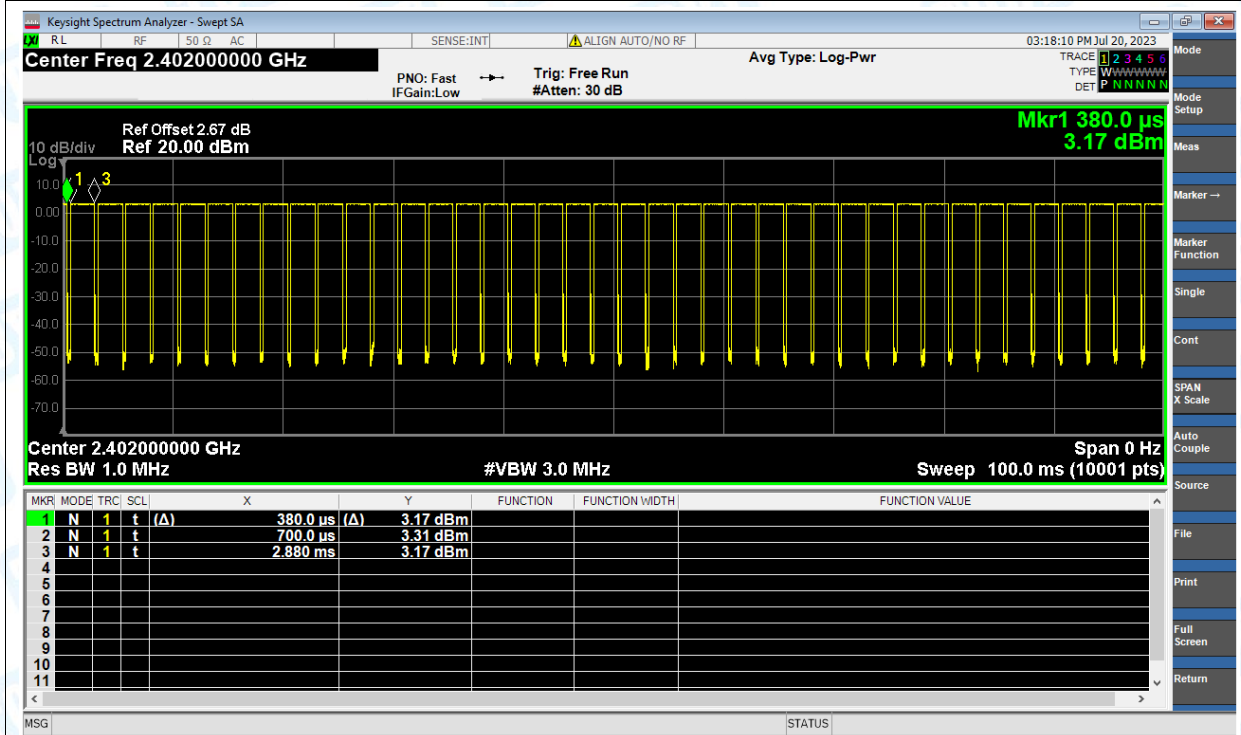 Keysight Spectrum Analyzer - Swept SA
LXI RL RF 50 Ω AC SENSE:INT ALIGN AUTO/NO RF 03:18:10 PM Jul 20, 2023
Center Freq 2.402000000 GHz
PNO: Fast
IFGain:Low
Trig: Free Run
#Atten: 30 dB
Avg Type: Log-Pwr
TRACE 1 2 3 4 5 6
TYPE WWWWWW
DET P N N N N N
Ref Offset 2.67 dB
10 dB/div Ref 20.00 dBm
Log
Mkr1 380.0 µs
3.17 dBm
1 3
10.0
0.00
-10.0
-20.0
-30.0
-40.0
-50.0
-60.0
-70.0
Center 2.402000000 GHz Span 0 Hz
Res BW 1.0 MHz #VBW 3.0 MHz Sweep 100.0 ms (10001 pts)
MKR MODE TRC SCL X Y FUNCTION FUNCTION WIDTH FUNCTION VALUE
1 N 1 t (Δ) 380.0 µs (Δ) 3.17 dBm
2 N 1 t 700.0 µs 3.31 dBm
3 N 1 t 2.880 ms 3.17 dBm
4
5
6
7
8
9
10
11
MSG STATUS
Mode
Mode
Setup
Meas
Marker →
Marker
Function
Single
Cont
SPAN
X Scale
Auto
Couple
Source
File
Print
Full
Screen
Return